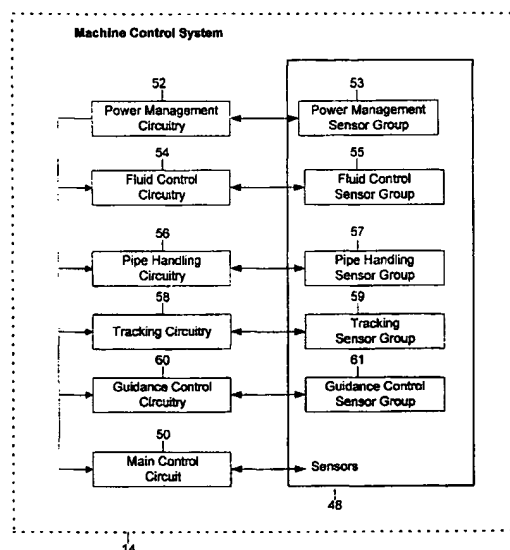 Machine Control System
52
53
Power Management
Circuitry
Power Management
Sensor Group
54
55
Fluid Control
Circuitry
Fluid Control
Sensor Group
56
57
Pipe Handling
Circuitry
Pipe Handling
Sensor Group
58
59
Tracking Circuitry
Tracking
Sensor Group
60
61
Guidance Control
Circuitry
Guidance Control
Sensor Group
50
Main Control
Circuit
Sensors
48
14